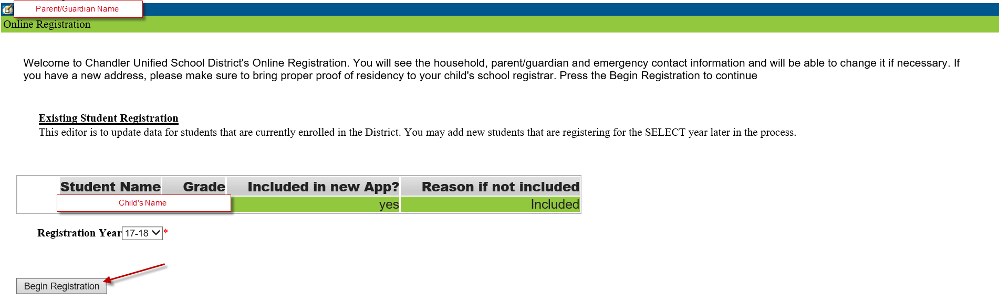 Parent/Guardian Name
Online Registration
Welcome to Chandler Unified School District's Online Registration. You will see the household, parent/guardian and emergency contact information and will be able to change it if necessary. If
you have a new address, please make sure to bring proper proof of residency to your child's school registrar. Press the Begin Registration to continue
Existing Student Registration
This editor is to update data for students that are currently enrolled in the District. You may add new students that are registering for the SELECT year later in the process.
Student Name Grade Included in new App? Reason if not included
Child's Name yes Included
Registration Year 17-18 *
Begin Registration